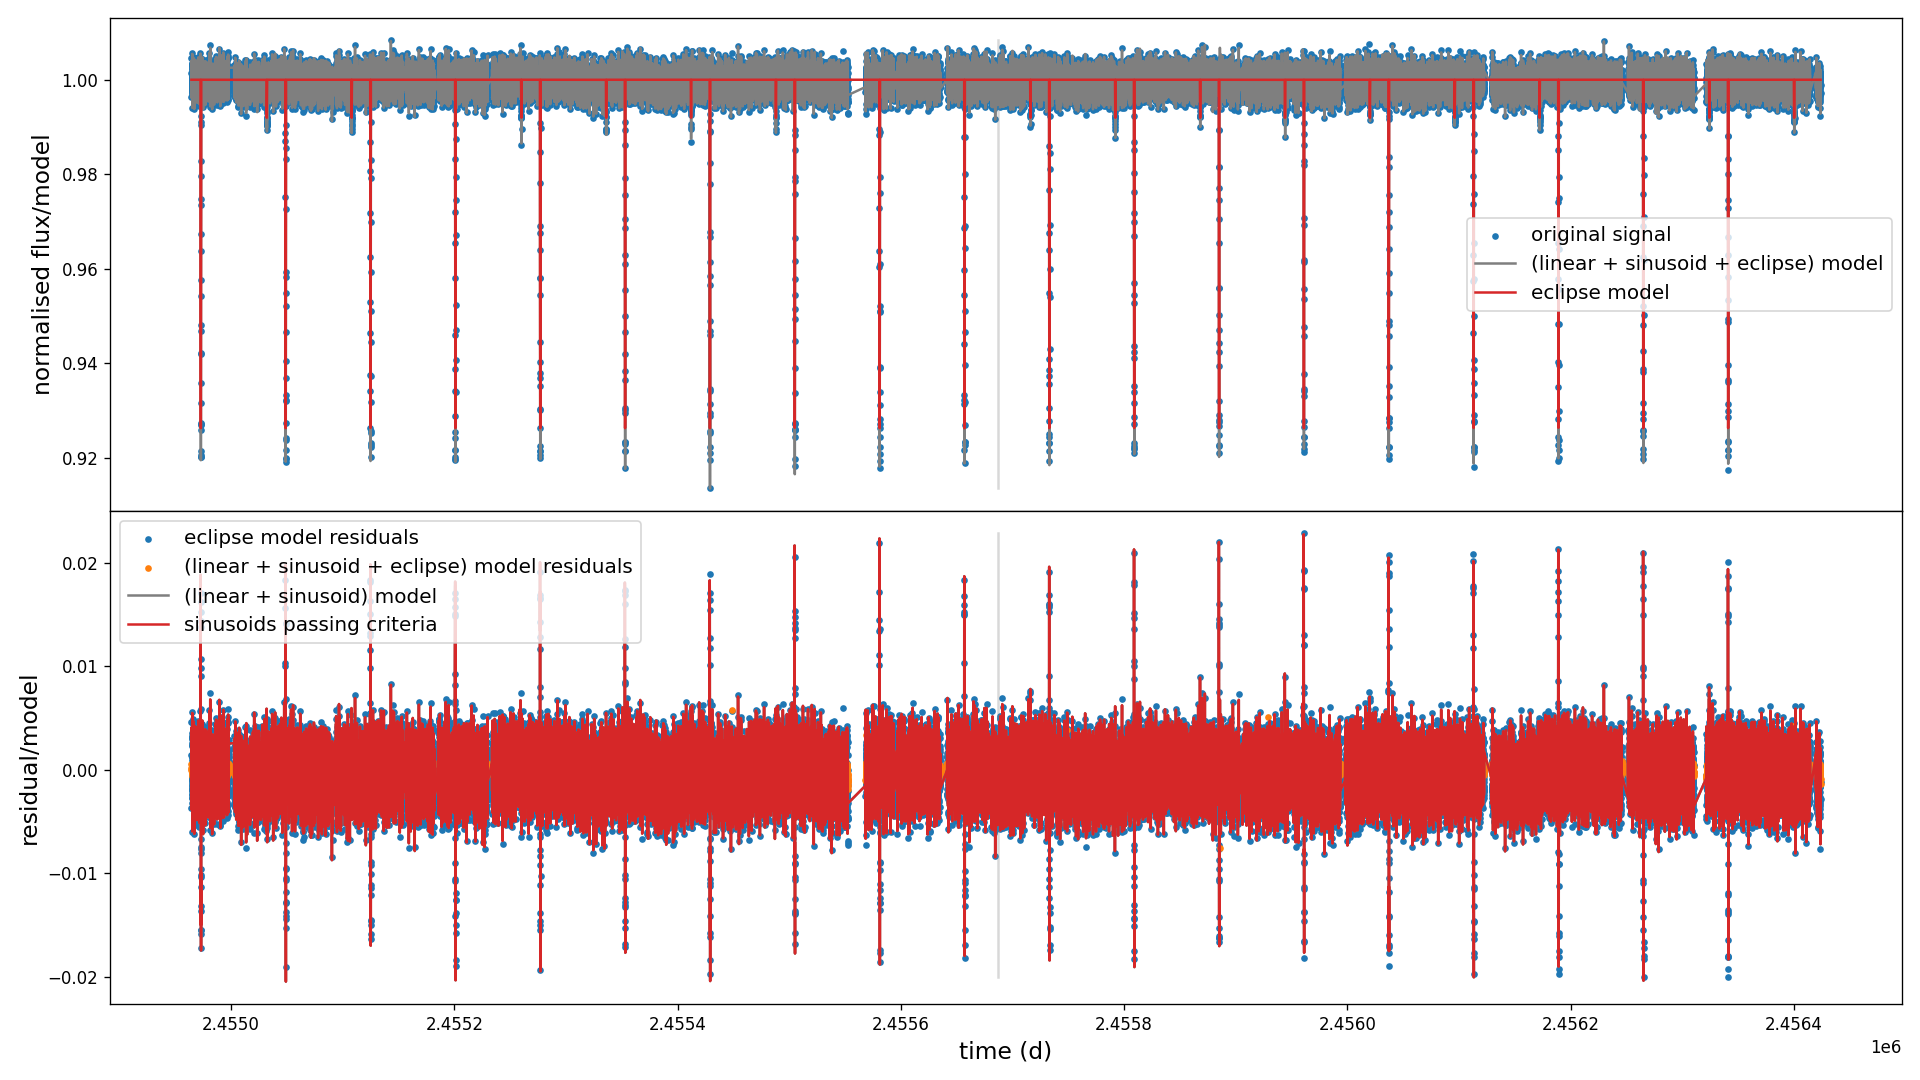 normalised flux/model
1.00
0.98
0.96
0.94
0.92
original signal
(linear + sinusoid + eclipse) model
eclipse model
residual/model
0.02
0.01
0.00
−0.01
−0.02
eclipse model residuals
(linear + sinusoid + eclipse) model residuals
(linear + sinusoid) model
sinusoids passing criteria
2.4550
2.4552
2.4554
2.4556
2.4558
2.4560
2.4562
2.4564
1e6
time (d)